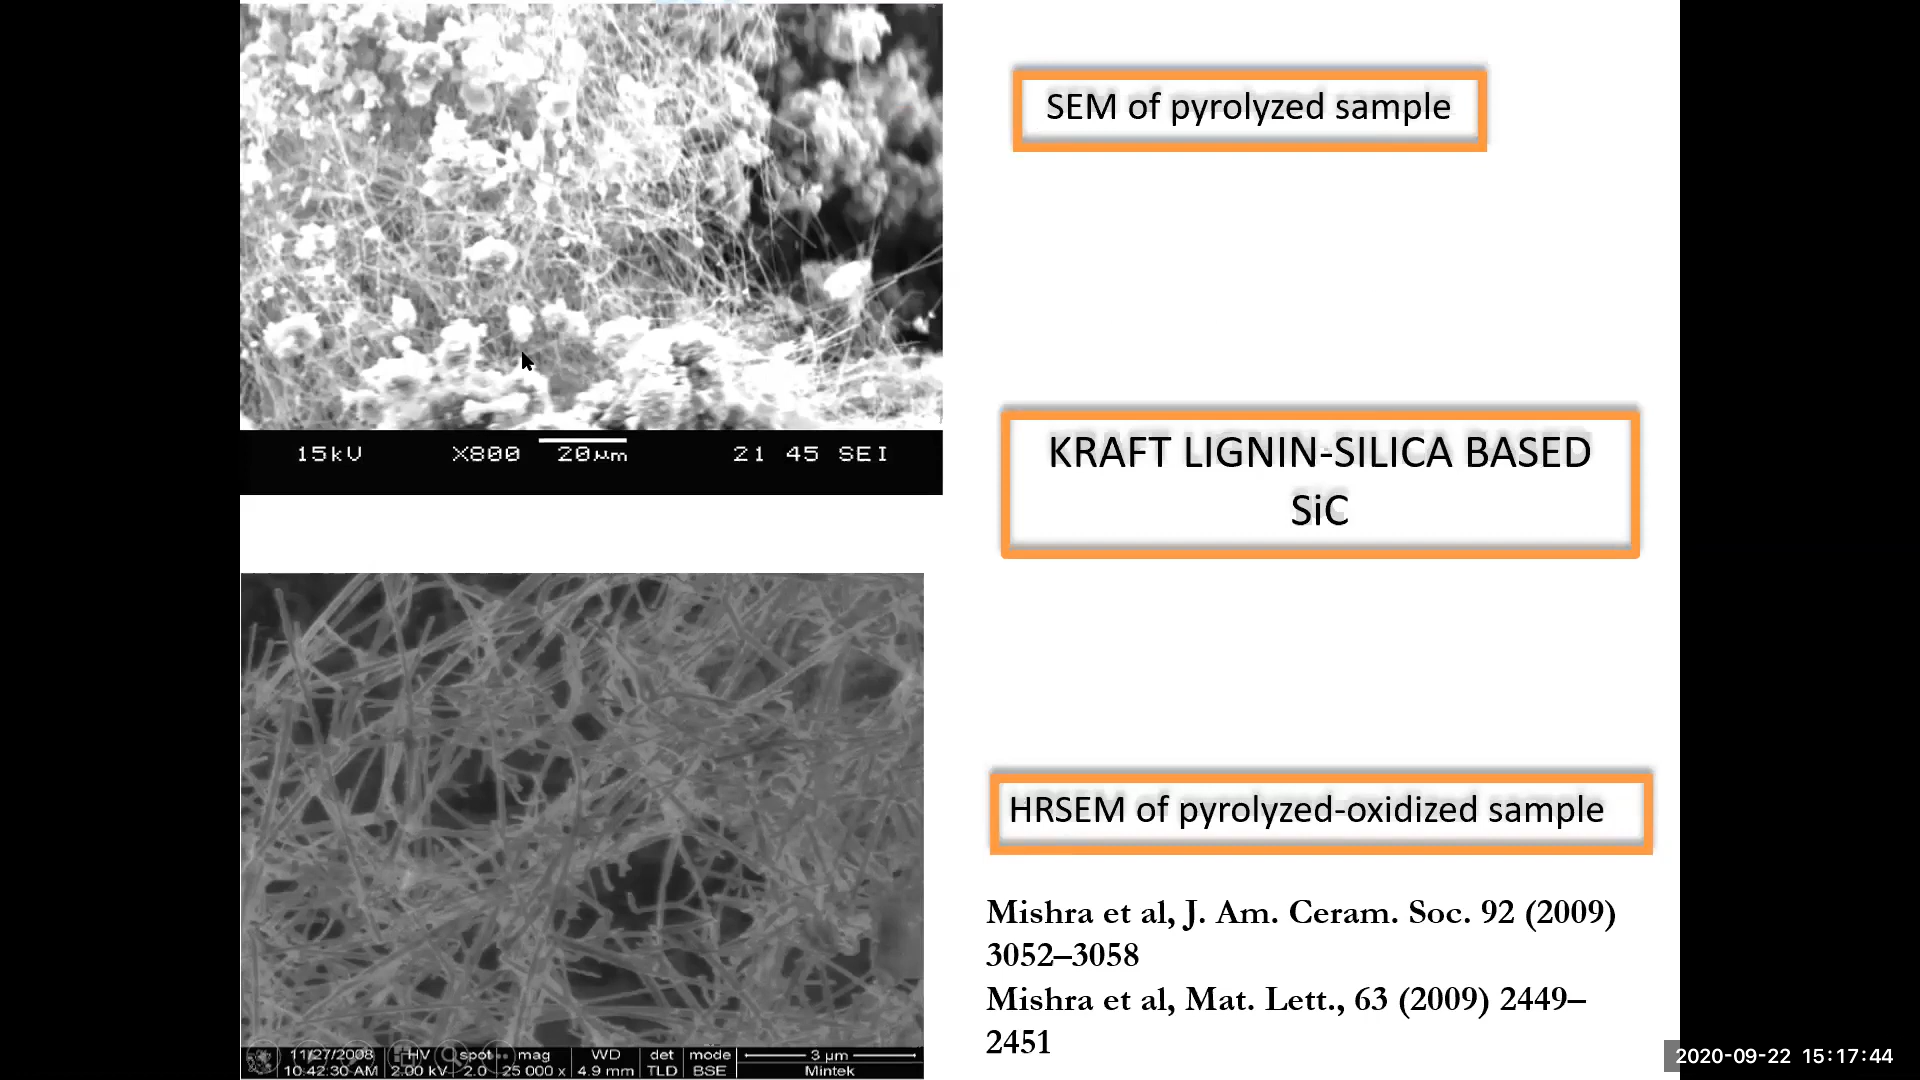 SEM of pyrolyzed sample
15kV X800 20µm 21 45 SEI
KRAFT LIGNIN-SILICA BASED
SiC
HRSEM of pyrolyzed-oxidized sample
Mishra et al, J. Am. Ceram. Soc. 92 (2009)
3052–3058
Mishra et al, Mat. Lett., 63 (2009) 2449–
2451
11/27/2008 HV spot mag WD det mode 3 µm
10:42:30 AM 2.00 kV 2.0 25 000 x 4.9 mm TLD BSE Mintek
2020-09-22 15:17:44